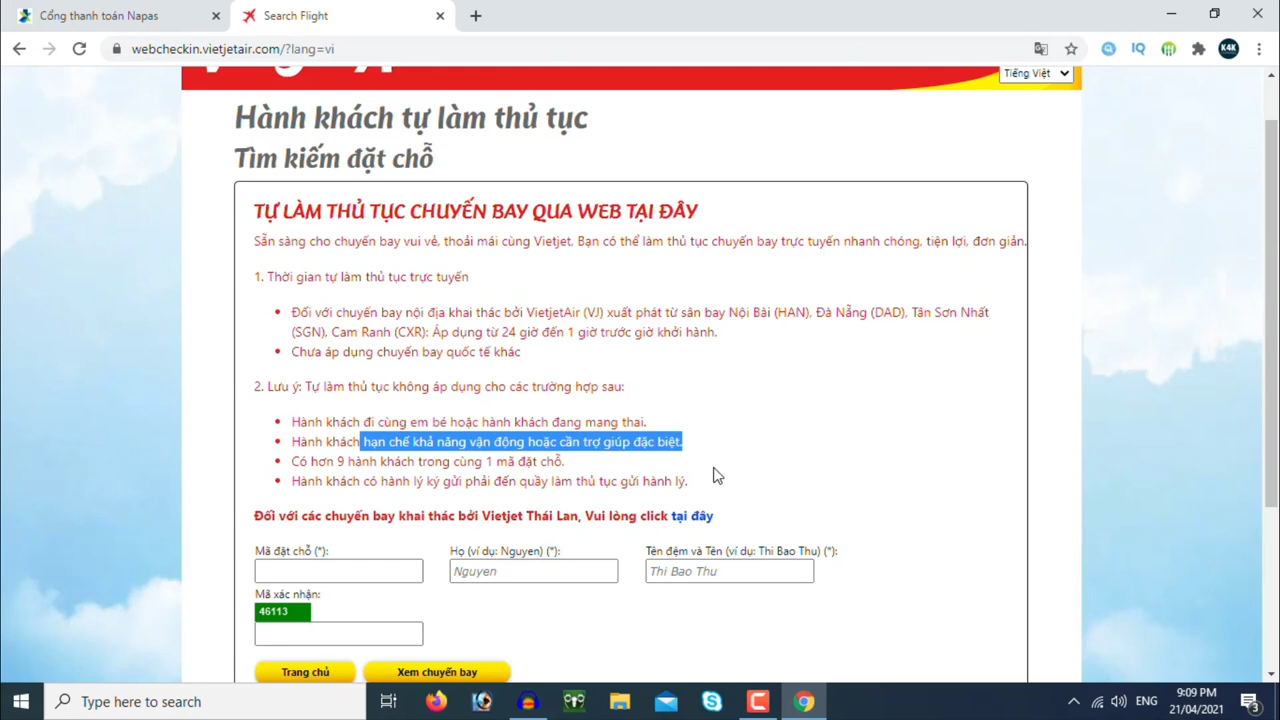 Cổng thanh toán Napas
Search Flight
webcheckin.vietjetair.com/?lang=vi
IQ
K4K
Tiếng Việt
Hành khách tự làm thủ tục
Tìm kiếm đặt chỗ
TỰ LÀM THỦ TỤC CHUYẾN BAY QUA WEB TẠI ĐÂY
Sẵn sàng cho chuyến bay vui vẻ, thoải mái cùng Vietjet, Bạn có thể làm thủ tục chuyến bay trực tuyến nhanh chóng, tiện lợi, đơn giản.
1. Thời gian tự làm thủ tục trực tuyến
Đối với chuyến bay nội địa khai thác bởi VietjetAir (VJ) xuất phát từ sân bay Nội Bài (HAN), Đà Nẵng (DAD), Tân Sơn Nhất
(SGN), Cam Ranh (CXR): Áp dụng từ 24 giờ đến 1 giờ trước giờ khởi hành.
Chưa áp dụng chuyến bay quốc tế khác
2. Lưu ý: Tự làm thủ tục không áp dụng cho các trường hợp sau:
Hành khách đi cùng em bé hoặc hành khách đang mang thai.
Hành khách hạn chế khả năng vận động hoặc cần trợ giúp đặc biệt.
Có hơn 9 hành khách trong cùng 1 mã đặt chỗ.
Hành khách có hành lý ký gửi phải đến quầy làm thủ tục gửi hành lý.
Đối với các chuyến bay khai thác bởi Vietjet Thái Lan, Vui lòng click tại đây
Mã đặt chỗ (*): Họ (ví dụ: Nguyen) (*): Tên đệm và Tên (ví dụ: Thi Bao Thu) (*):
Nguyen Thi Bao Thu
Mã xác nhận:
46113
Trang chủ Xem chuyến bay
Type here to search
ENG
9:09 PM
21/04/2021
3